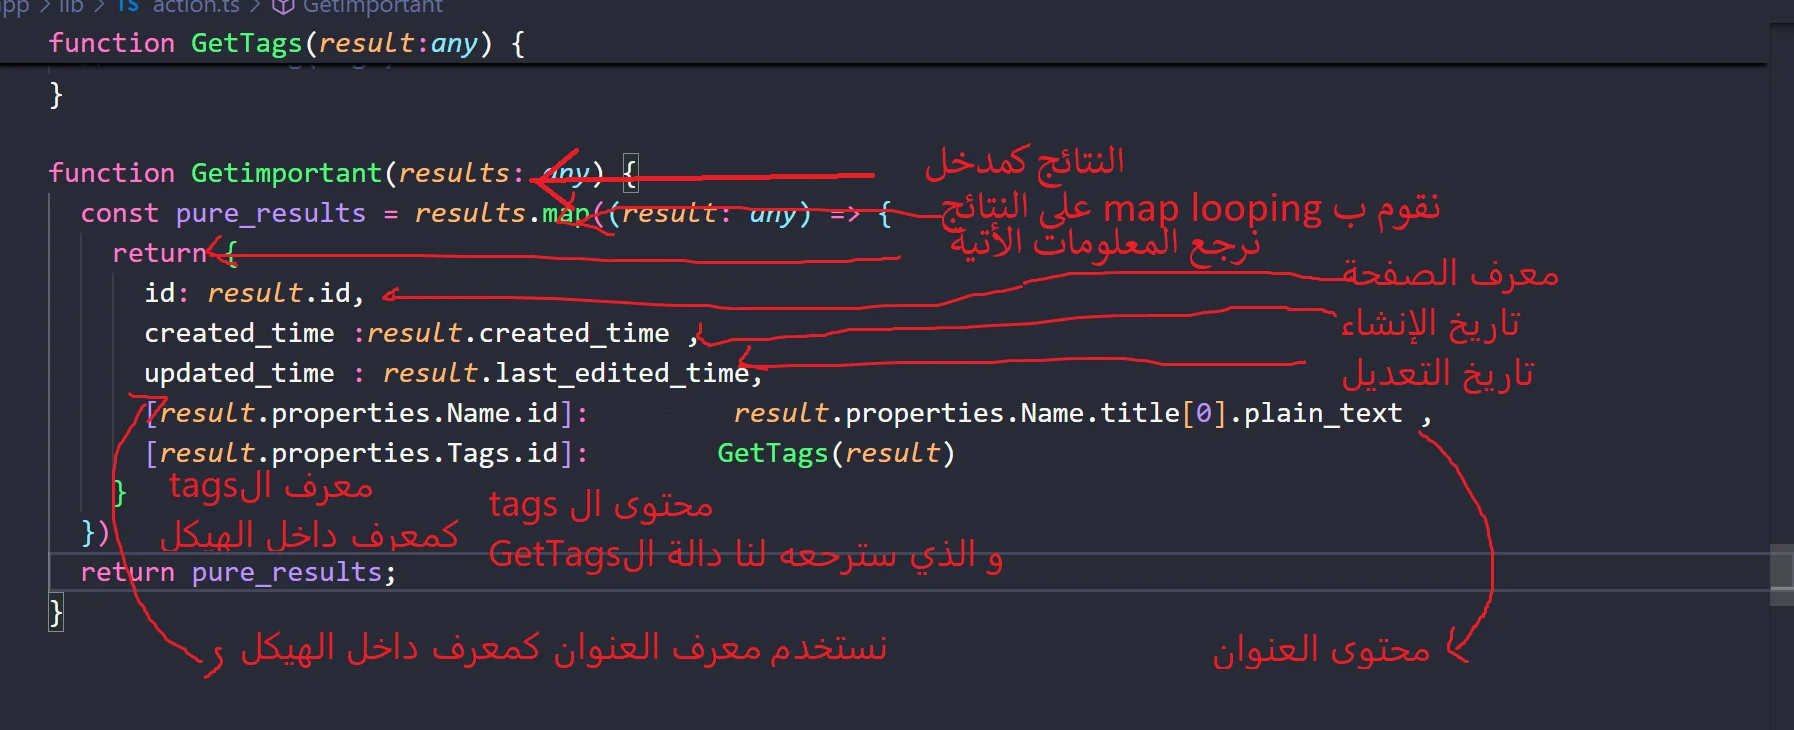 app > lib > TS action.ts > Getimportant
function GetTags(result:any) {
}
function Getimportant(results: any) {
النتائج كمدخل
const pure_results = results.map((result: any) => {
نقوم ب map looping على النتائج
return {
نرجع المعلومات الأتية
id: result.id,
معرف الصفحة
created_time :result.created_time ,
تاريخ الإنشاء
updated_time : result.last_edited_time,
تاريخ التعديل
[result.properties.Name.id]: result.properties.Name.title[0].plain_text ,
[result.properties.Tags.id]: GetTags(result)
}
معرف الtags
محتوى ال tags
})
كمعرف داخل الهيكل
و الذي سترجعه لنا دالة الGetTags
return pure_results;
}
نستخدم معرف العنوان كمعرف داخل الهيكل
محتوى العنوان